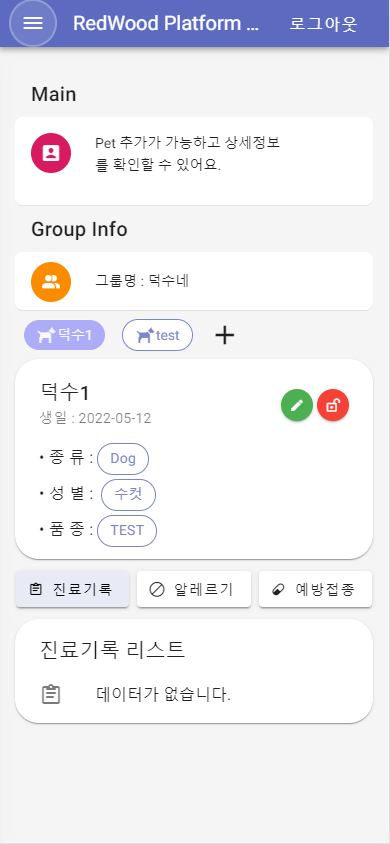 RedWood Platform ... 로그아웃
Main
Pet 추가가 가능하고 상세정보
를 확인할 수 있어요.
Group Info
그룹명 : 덕수네
덕수1 test
덕수1
생일 : 2022-05-12
• 종 류 : Dog
• 성 별 : 수컷
• 품 종 : TEST
진료기록 알레르기 예방접종
진료기록 리스트
데이터가 없습니다.